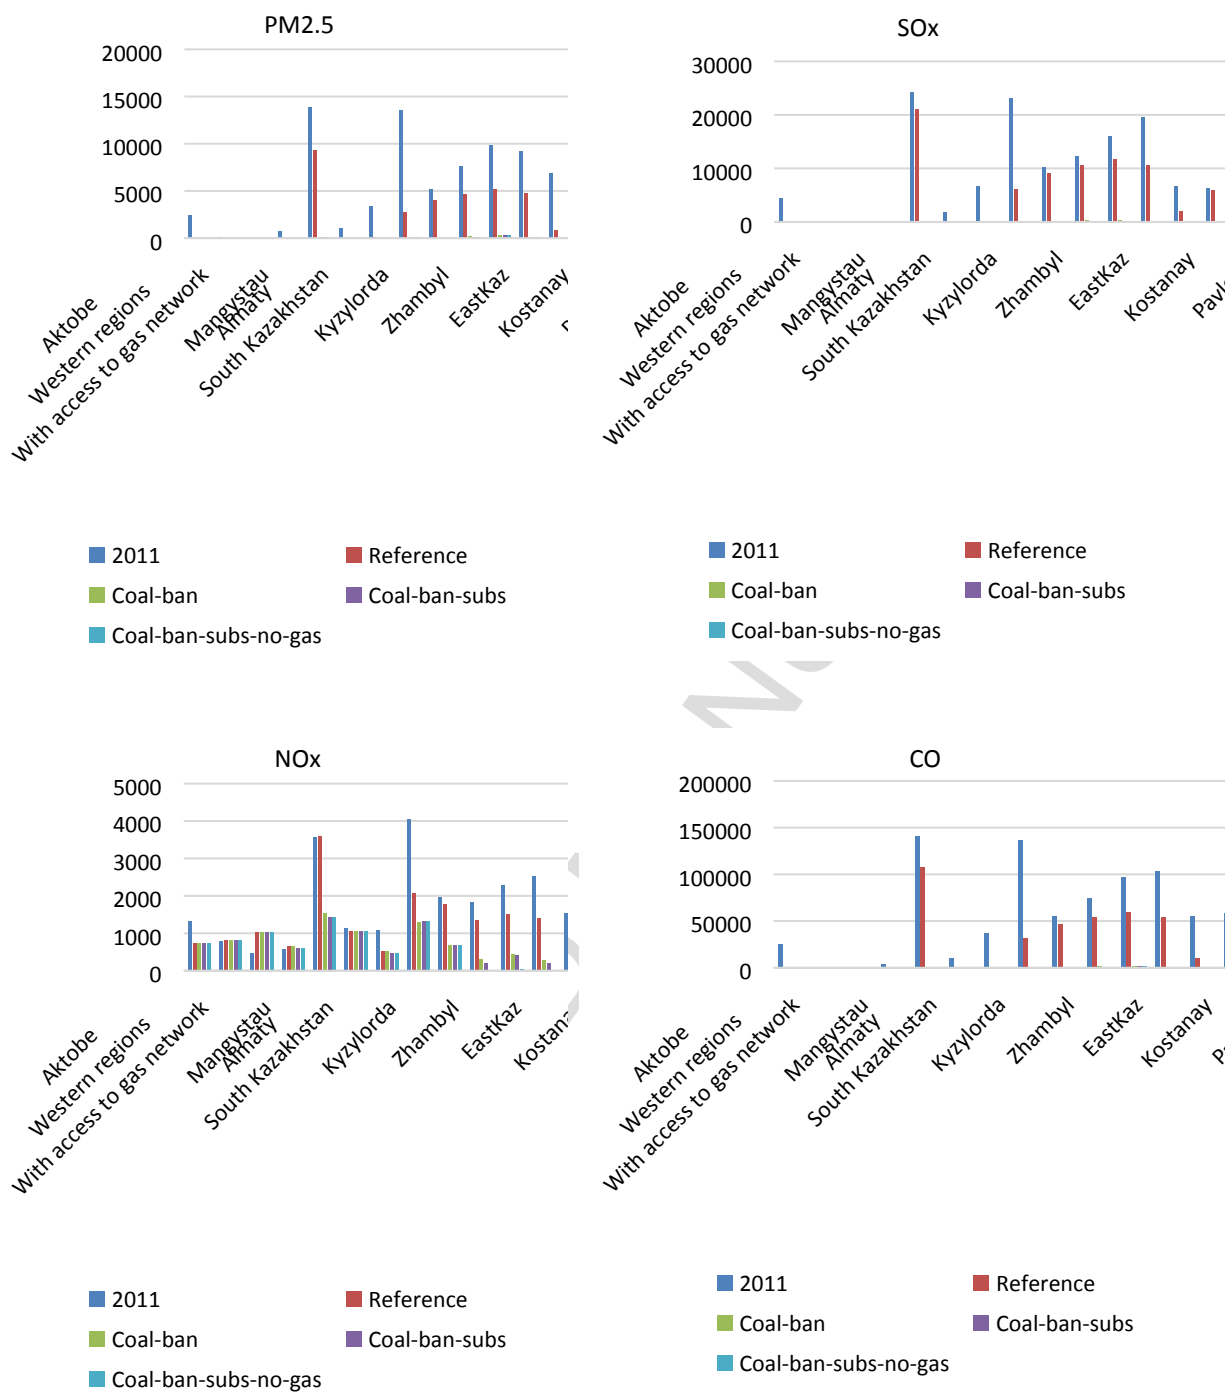 PM2.5
20000
15000
10000
5000
0
Aktobe
Western regions
With access to gas network
Mangystau
Almaty
South Kazakhstan
Kyzylorda
Zhambyl
EastKaz
Kostanay
2011
Reference
Coal-ban
Coal-ban-subs
Coal-ban-subs-no-gas
SOx
30000
20000
10000
0
Aktobe
Western regions
With access to gas network
Mangystau
Almaty
South Kazakhstan
Kyzylorda
Zhambyl
EastKaz
Kostanay
Pavl
2011
Reference
Coal-ban
Coal-ban-subs
Coal-ban-subs-no-gas
NOx
5000
4000
3000
2000
1000
0
Aktobe
Western regions
With access to gas network
Mangystau
Almaty
South Kazakhstan
Kyzylorda
Zhambyl
EastKaz
Kostana
2011
Reference
Coal-ban
Coal-ban-subs
Coal-ban-subs-no-gas
CO
200000
150000
100000
50000
0
Aktobe
Western regions
With access to gas network
Mangystau
Almaty
South Kazakhstan
Kyzylorda
Zhambyl
EastKaz
Kostanay
Pa
2011
Reference
Coal-ban
Coal-ban-subs
Coal-ban-subs-no-gas